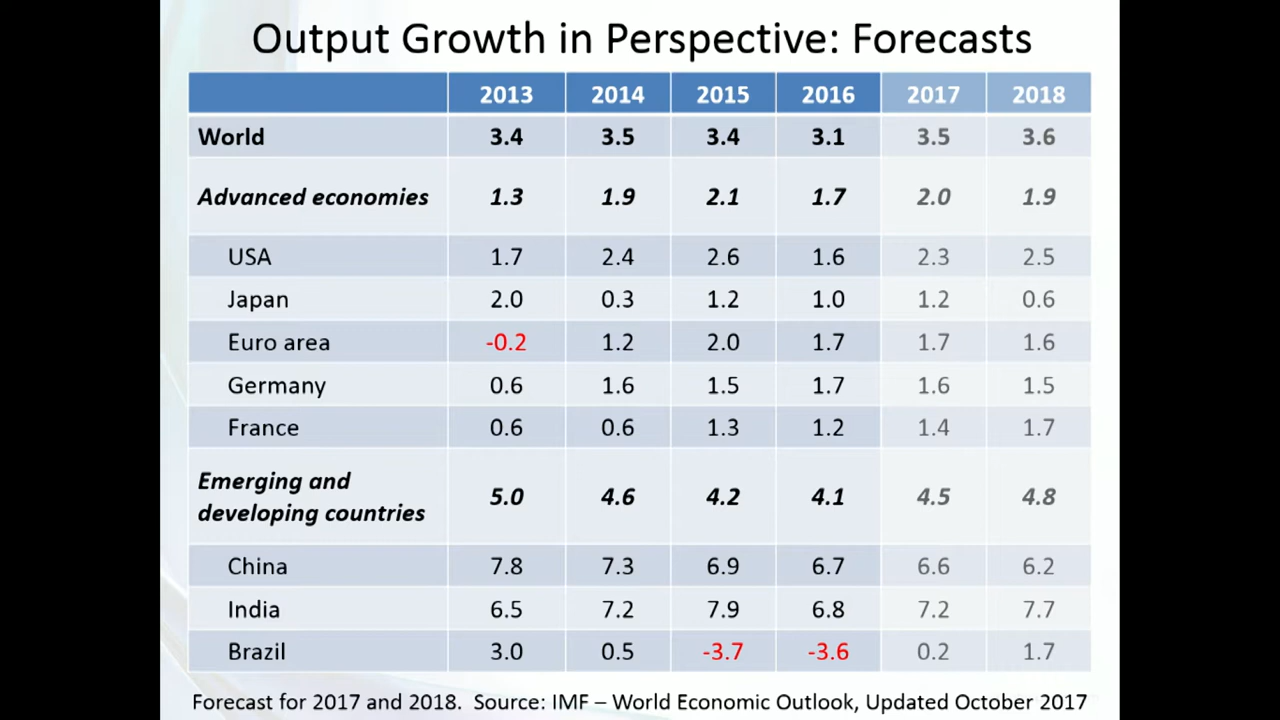 Output Growth in Perspective: Forecasts
2013 2014 2015 2016 2017 2018
World 3.4 3.5 3.4 3.1 3.5 3.6
Advanced economies 1.3 1.9 2.1 1.7 2.0 1.9
USA 1.7 2.4 2.6 1.6 2.3 2.5
Japan 2.0 0.3 1.2 1.0 1.2 0.6
Euro area -0.2 1.2 2.0 1.7 1.7 1.6
Germany 0.6 1.6 1.5 1.7 1.6 1.5
France 0.6 0.6 1.3 1.2 1.4 1.7
Emerging and
developing countries 5.0 4.6 4.2 4.1 4.5 4.8
China 7.8 7.3 6.9 6.7 6.6 6.2
India 6.5 7.2 7.9 6.8 7.2 7.7
Brazil 3.0 0.5 -3.7 -3.6 0.2 1.7
Forecast for 2017 and 2018. Source: IMF – World Economic Outlook, Updated October 2017